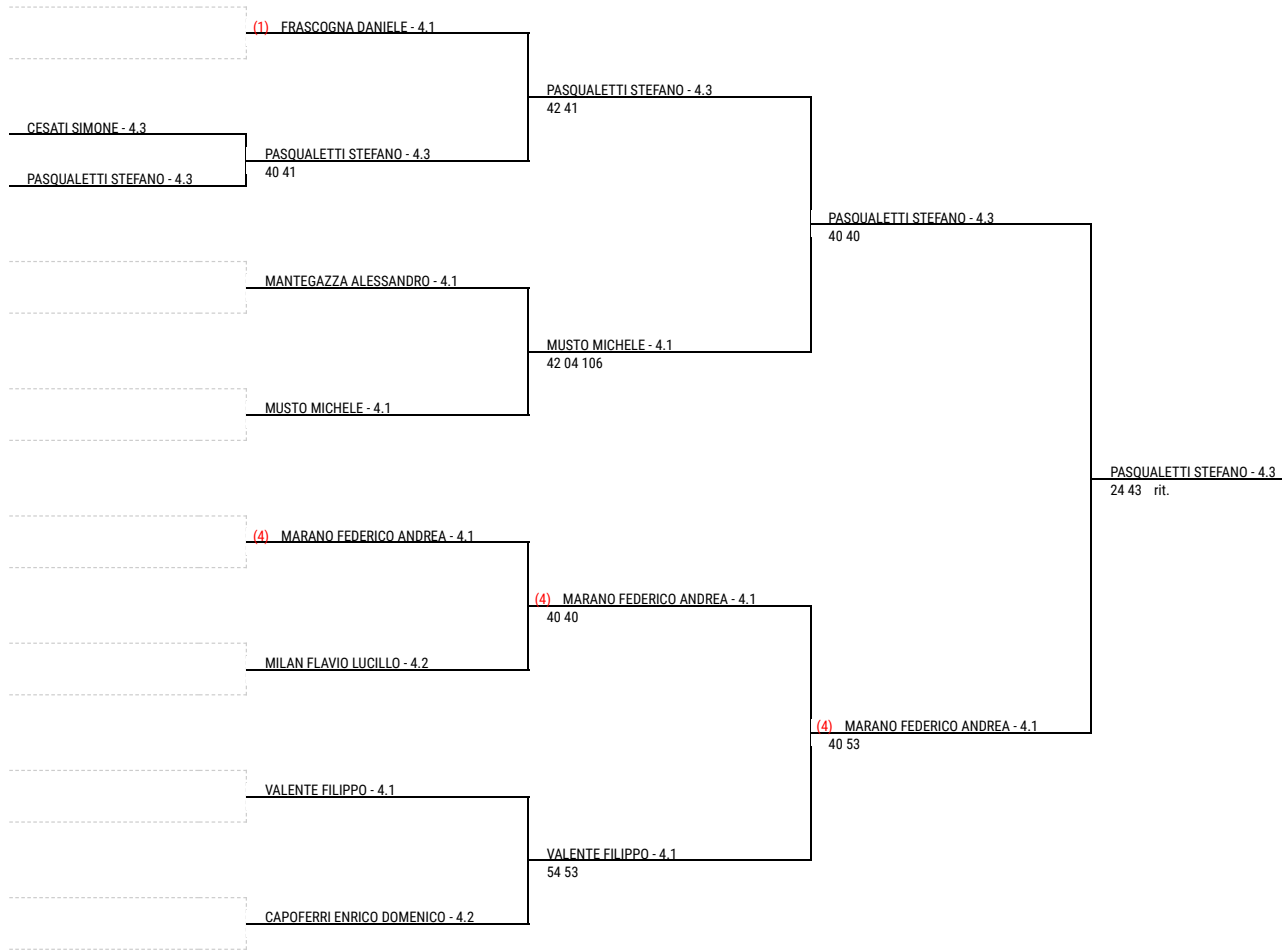 (1) FRASCOGNA DANIELE - 4.1
PASQUALETTI STEFANO - 4.3
42 41
CESATI SIMONE - 4.3
PASQUALETTI STEFANO - 4.3
40 41
PASQUALETTI STEFANO - 4.3
PASQUALETTI STEFANO - 4.3
40 40
MANTEGAZZA ALESSANDRO - 4.1
MUSTO MICHELE - 4.1
42 04 106
MUSTO MICHELE - 4.1
PASQUALETTI STEFANO - 4.3
24 43 rit.
(4) MARANO FEDERICO ANDREA - 4.1
(4) MARANO FEDERICO ANDREA - 4.1
40 40
MILAN FLAVIO LUCILLO - 4.2
(4) MARANO FEDERICO ANDREA - 4.1
40 53
VALENTE FILIPPO - 4.1
VALENTE FILIPPO - 4.1
54 53
CAPOFERRI ENRICO DOMENICO - 4.2